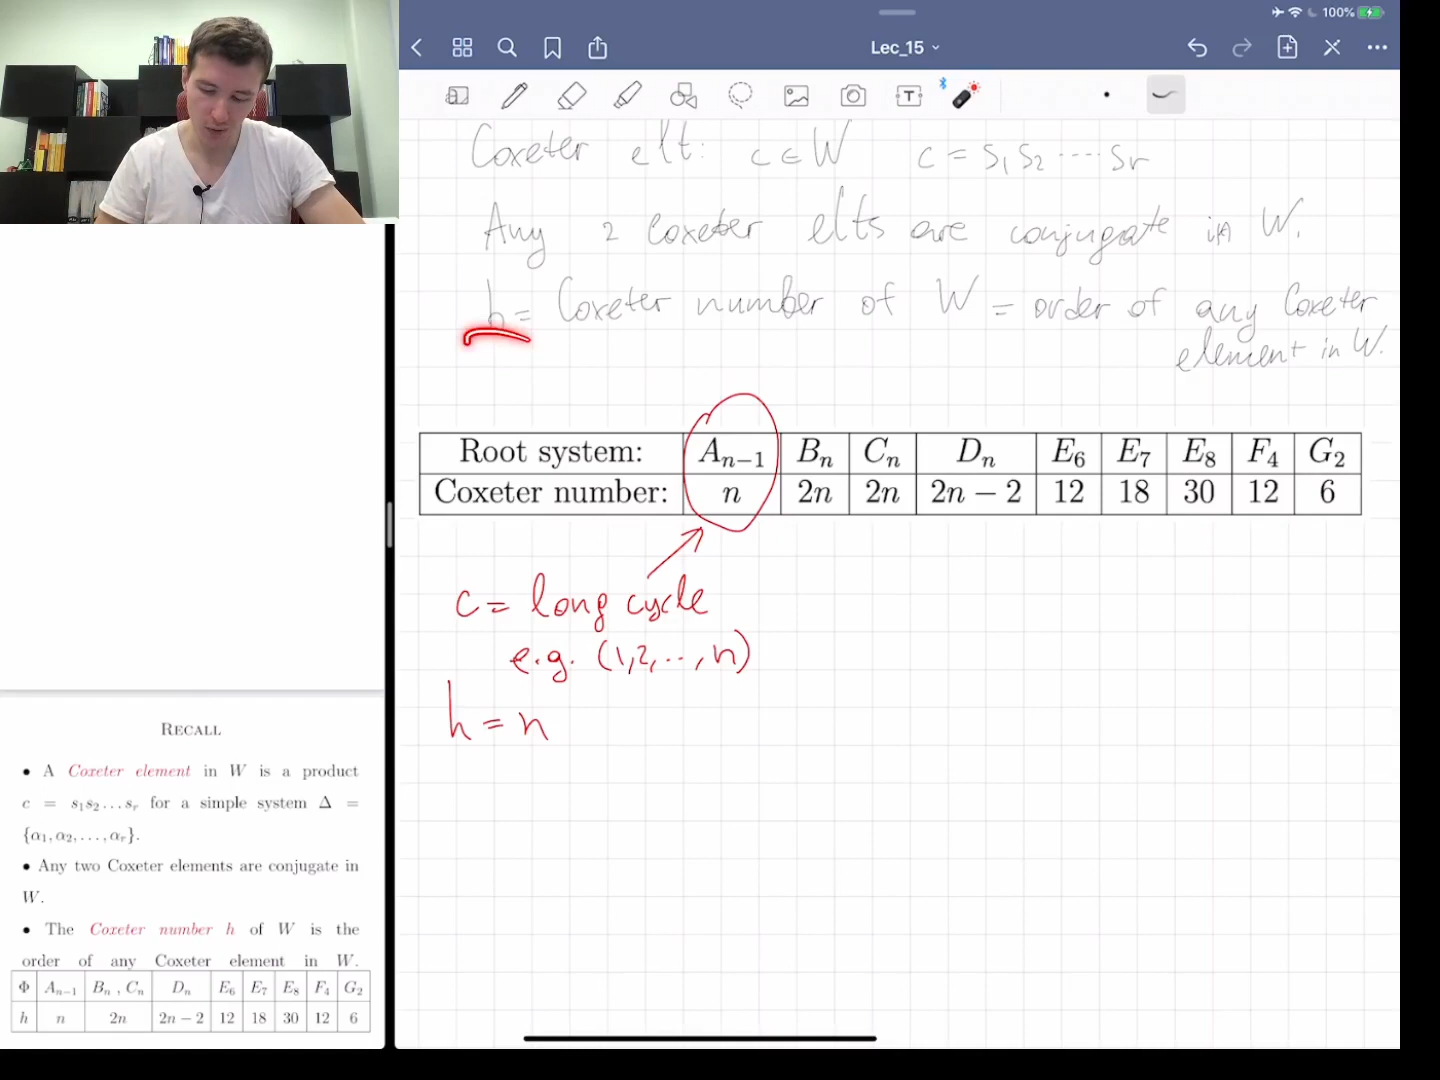 100%
Lec_15
Coxeter elt: c ∈ W c = s₁ s₂ ····· sᵣ
Any 2 Coxeter elts are conjugate in W.
h = Coxeter number of W = order of any Coxeter
element in W.
Root system: Aₙ₋₁ Bₙ Cₙ Dₙ E₆ E₇ E₈ F₄ G₂
Coxeter number: n 2n 2n 2n − 2 12 18 30 12 6
c = long cycle
e.g. (1,2,...,n)
h = n
RECALL
• A Coxeter element in W is a product
c = s₁s₂...sᵣ for a simple system Δ =
{α₁, α₂, ..., αᵣ}.
• Any two Coxeter elements are conjugate in
W.
• The Coxeter number h of W is the
order of any Coxeter element in W.
Φ Aₙ₋₁ Bₙ , Cₙ Dₙ E₆ E₇ E₈ F₄ G₂
h n 2n 2n − 2 12 18 30 12 6